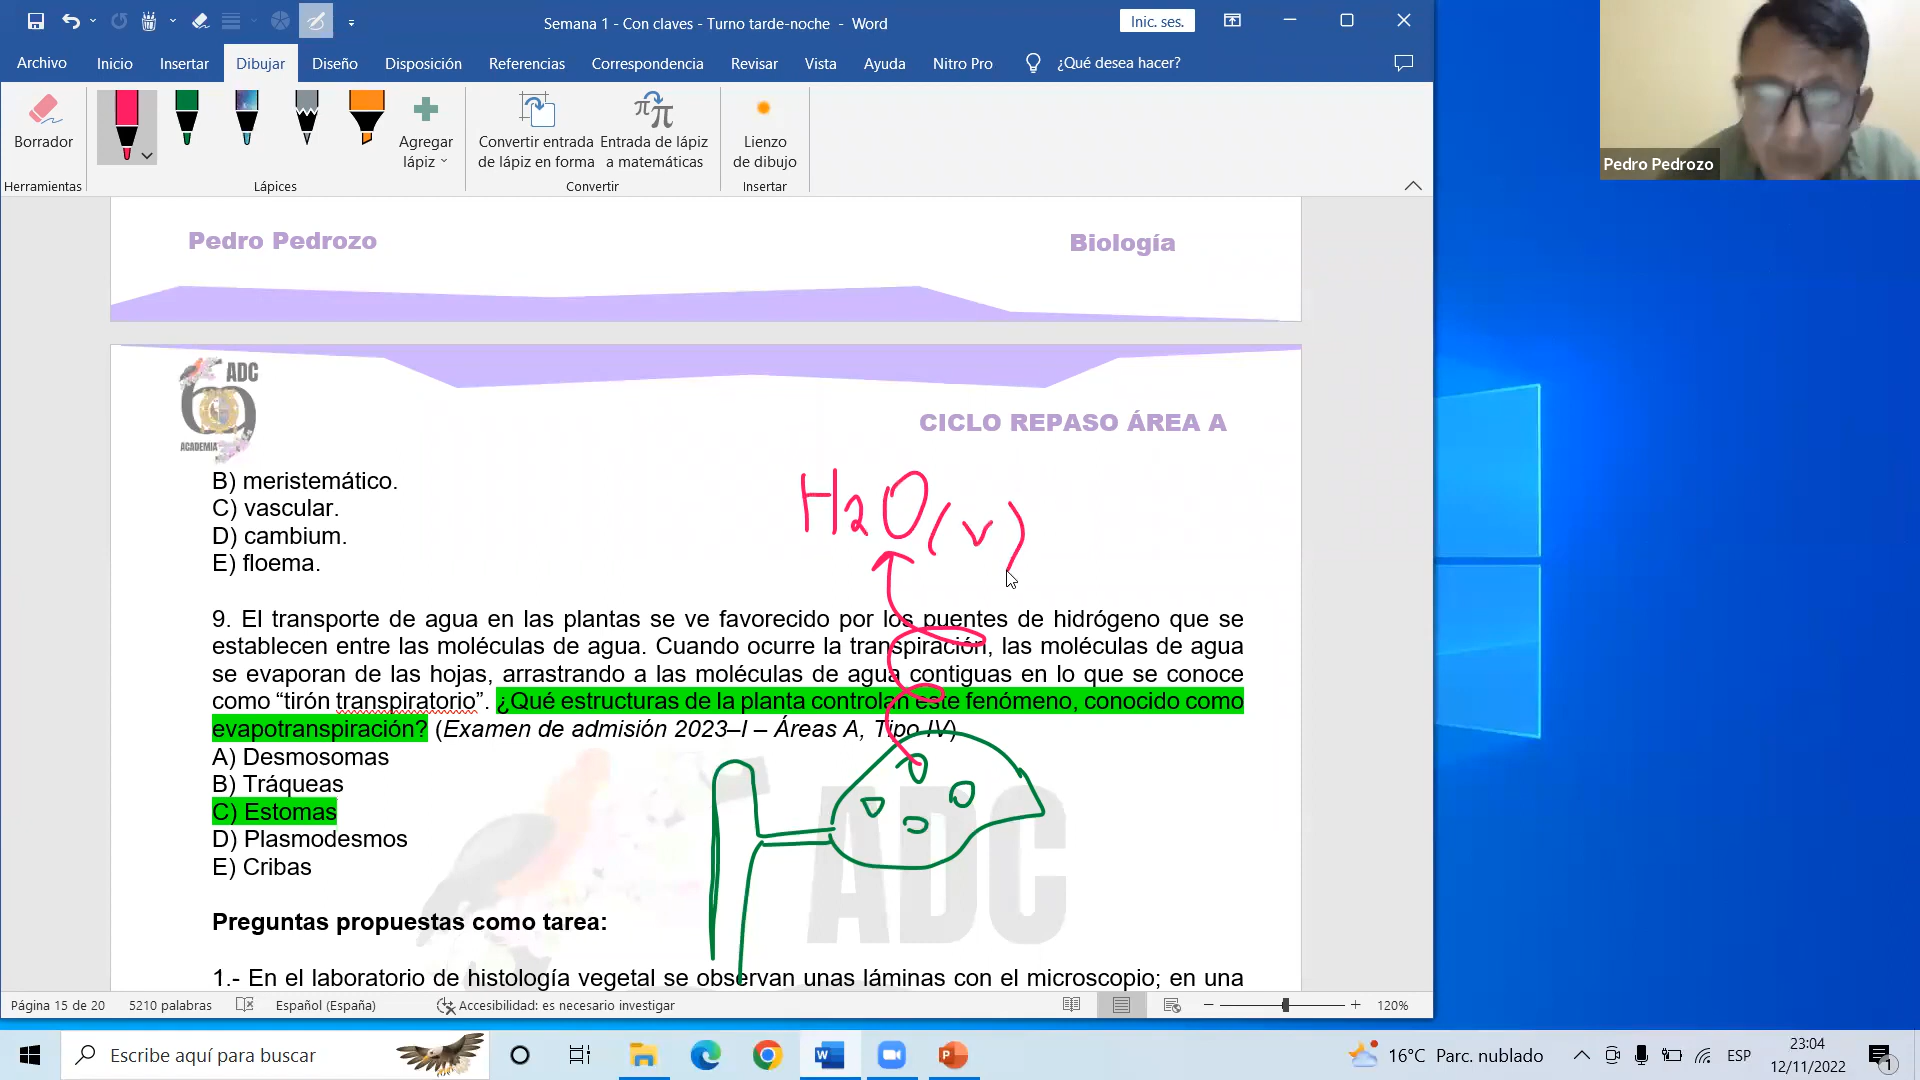 Semana 1 - Con claves - Turno tarde-noche - Word
Inic. ses.
Archivo Inicio Insertar Dibujar Diseño Disposición Referencias Correspondencia Revisar Vista Ayuda Nitro Pro ¿Qué desea hacer?
Borrador
Agregar lápiz
Convertir entrada de lápiz en forma
Entrada de lápiz a matemáticas
Lienzo de dibujo
Herramientas Lápices Convertir Insertar
Pedro Pedrozo
Pedro Pedrozo Biología
ADC
ACADEMIA
CICLO REPASO ÁREA A
B) meristemático.
C) vascular.
D) cambium.
E) floema.
H2O(v)
9. El transporte de agua en las plantas se ve favorecido por los puentes de hidrógeno que se
establecen entre las moléculas de agua. Cuando ocurre la transpiración, las moléculas de agua
se evaporan de las hojas, arrastrando a las moléculas de agua contiguas en lo que se conoce
como “tirón transpiratorio”. ¿Qué estructuras de la planta controlan este fenómeno, conocido como
evapotranspiración? (Examen de admisión 2023–I – Áreas A, Tipo IV)
A) Desmosomas
B) Tráqueas
C) Estomas
D) Plasmodesmos
E) Cribas
ADC
Preguntas propuestas como tarea:
1.- En el laboratorio de histología vegetal se observan unas láminas con el microscopio; en una
Página 15 de 20 5210 palabras Español (España) Accesibilidad: es necesario investigar 120%
Escribe aquí para buscar
16°C Parc. nublado ESP
23:04
12/11/2022
1